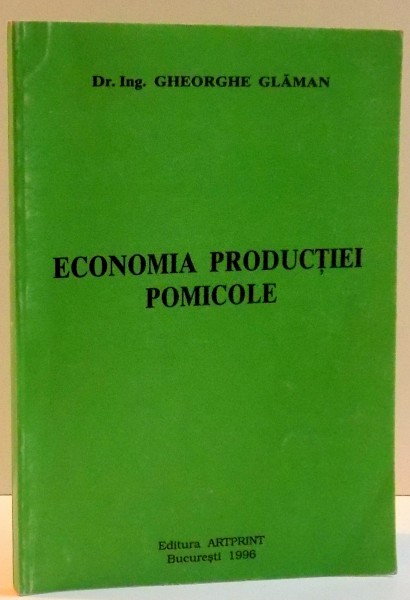 Dr. Ing. GHEORGHE GLĂMAN
ECONOMIA PRODUCȚIEI
POMICOLE
Editura ARTPRINT
București 1996